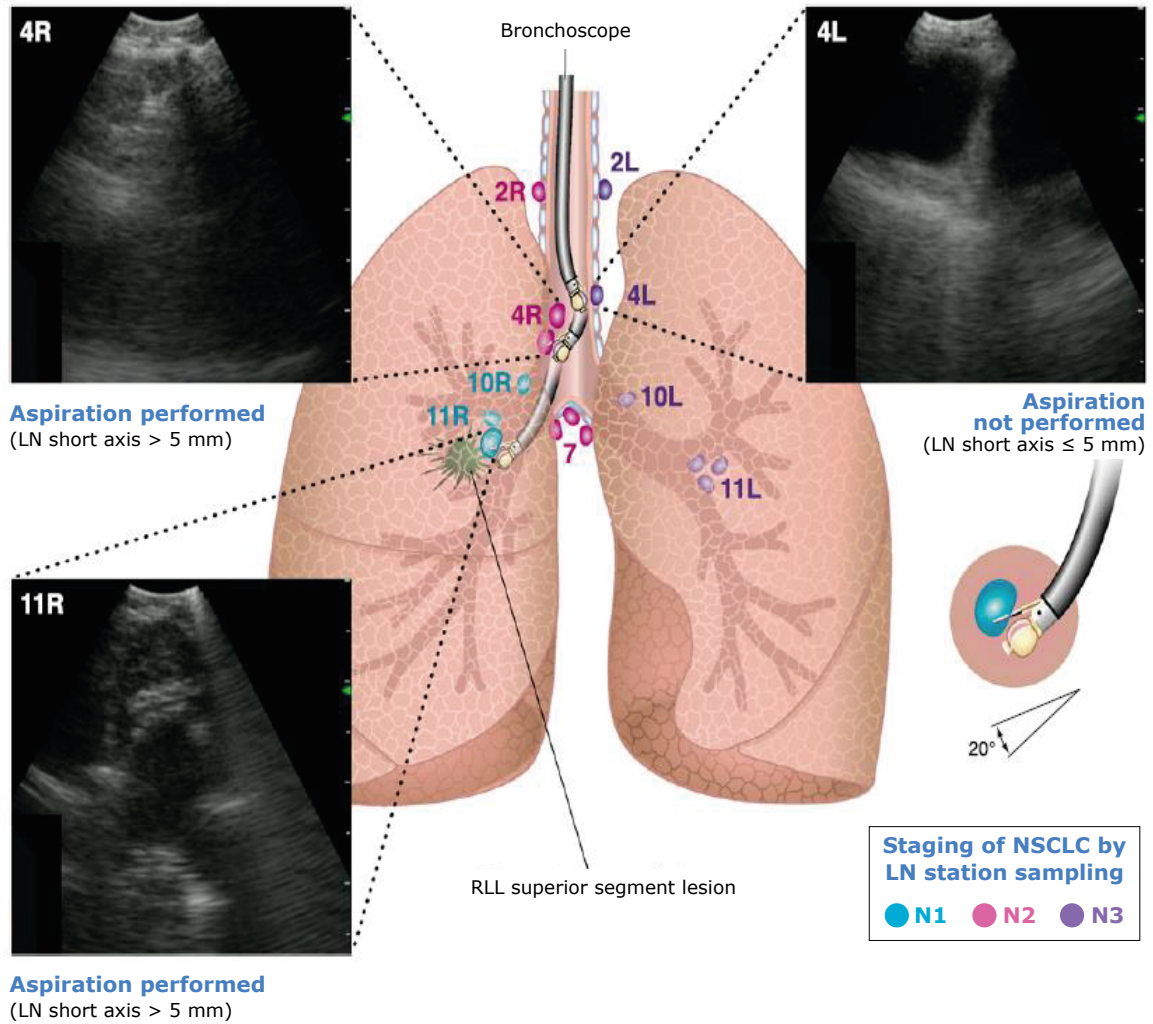 4R
Bronchoscope
4L
2R
2L
4R
4L
10R
10L
11R
7
11L
Aspiration performed
(LN short axis > 5 mm)
Aspiration
not performed
(LN short axis ≤ 5 mm)
11R
20°
RLL superior segment lesion
Staging of NSCLC by
LN station sampling
N1 N2 N3
Aspiration performed
(LN short axis > 5 mm)